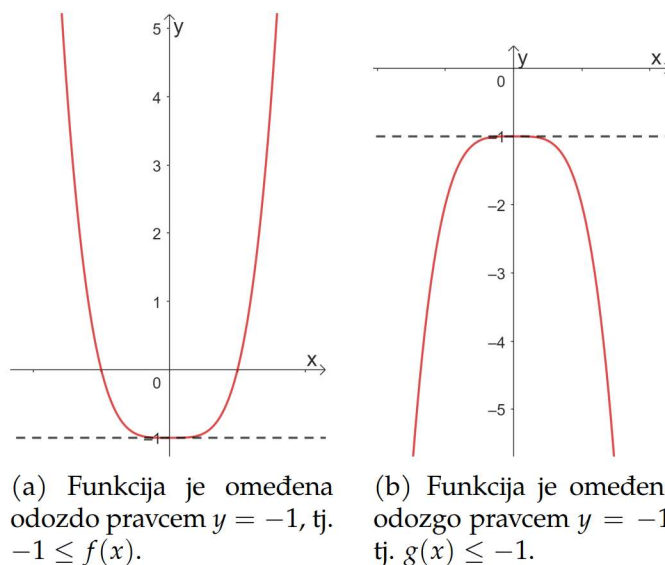 5
y
4
3
2
1
x
0
-1
(a) Funkcija je omeđena
odozdo pravcem y = −1, tj.
−1 ≤ f(x).
y
x
0
-1
−2
−3
−4
−5
(b) Funkcija je omeđen
odozgo pravcem y = −1
tj. g(x) ≤ −1.